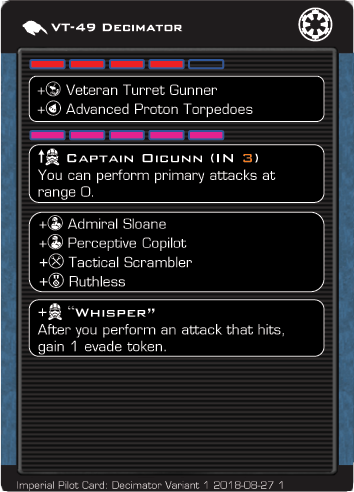 VT-49 Decimator
+ Veteran Turret Gunner
+ Advanced Proton Torpedoes
Captain Oicunn (IN 3)
You can perform primary attacks at
range 0.
+ Admiral Sloane
+ Perceptive Copilot
+ Tactical Scrambler
+ Ruthless
+ "Whisper"
After you perform an attack that hits,
gain 1 evade token.
Imperial Pilot Card: Decimator Variant 1 2018-08-27 1